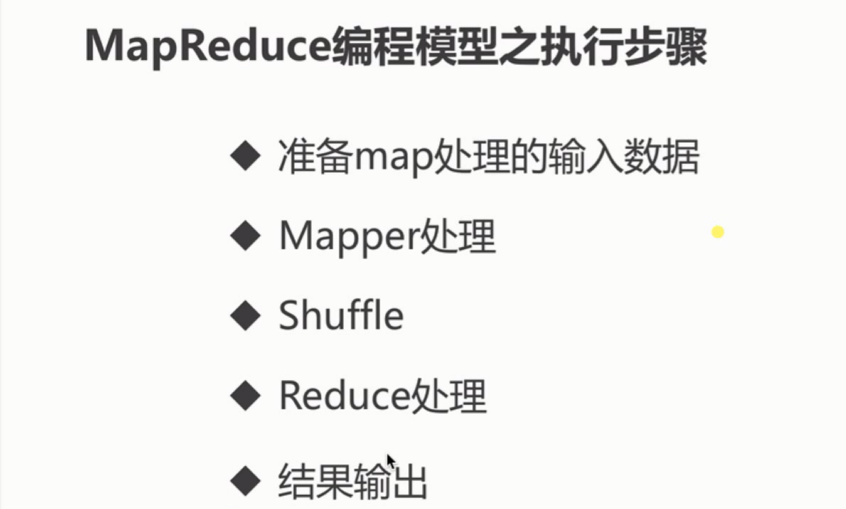 MapReduce编程模型之执行步骤
◆ 准备map处理的输入数据
◆ Mapper处理
◆ Shuffle
◆ Reduce处理
◆ 结果输出